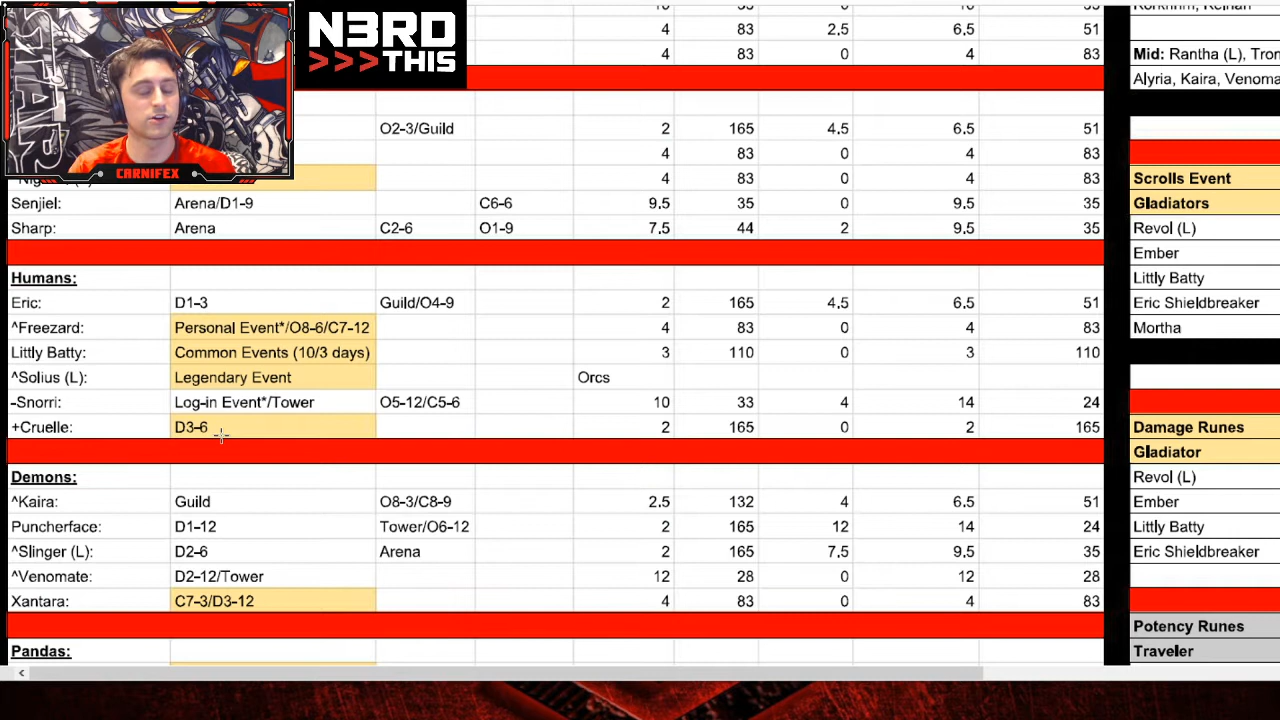 N3RD
>>>THIS
CARNIFEX
4 83 2.5 6.5 51
4 83 0 4 83
O2-3/Guild 2 165 4.5 6.5 51
4 83 0 4 83
4 83 0 4 83
Senjiel: Arena/D1-9 C6-6 9.5 35 0 9.5 35
Sharp: Arena C2-6 O1-9 7.5 44 2 9.5 35
Humans:
Eric: D1-3 Guild/O4-9 2 165 4.5 6.5 51
^Freezard: Personal Event*/O8-6/C7-12 4 83 0 4 83
Littly Batty: Common Events (10/3 days) 3 110 0 3 110
^Solius (L): Legendary Event Orcs
-Snorri: Log-in Event*/Tower O5-12/C5-6 10 33 4 14 24
+Cruelle: D3-6 2 165 0 2 165
Demons:
^Kaira: Guild O8-3/C8-9 2.5 132 4 6.5 51
Puncherface: D1-12 Tower/O6-12 2 165 12 14 24
^Slinger (L): D2-6 Arena 2 165 7.5 9.5 35
^Venomate: D2-12/Tower 12 28 0 12 28
Xantara: C7-3/D3-12 4 83 0 4 83
Pandas:
Mid: Rantha (L), Tron
Alyria, Kaira, Venoma
Scrolls Event
Gladiators
Revol (L)
Ember
Littly Batty
Eric Shieldbreaker
Mortha
Damage Runes
Gladiator
Revol (L)
Ember
Littly Batty
Eric Shieldbreaker
Potency Runes
Traveler